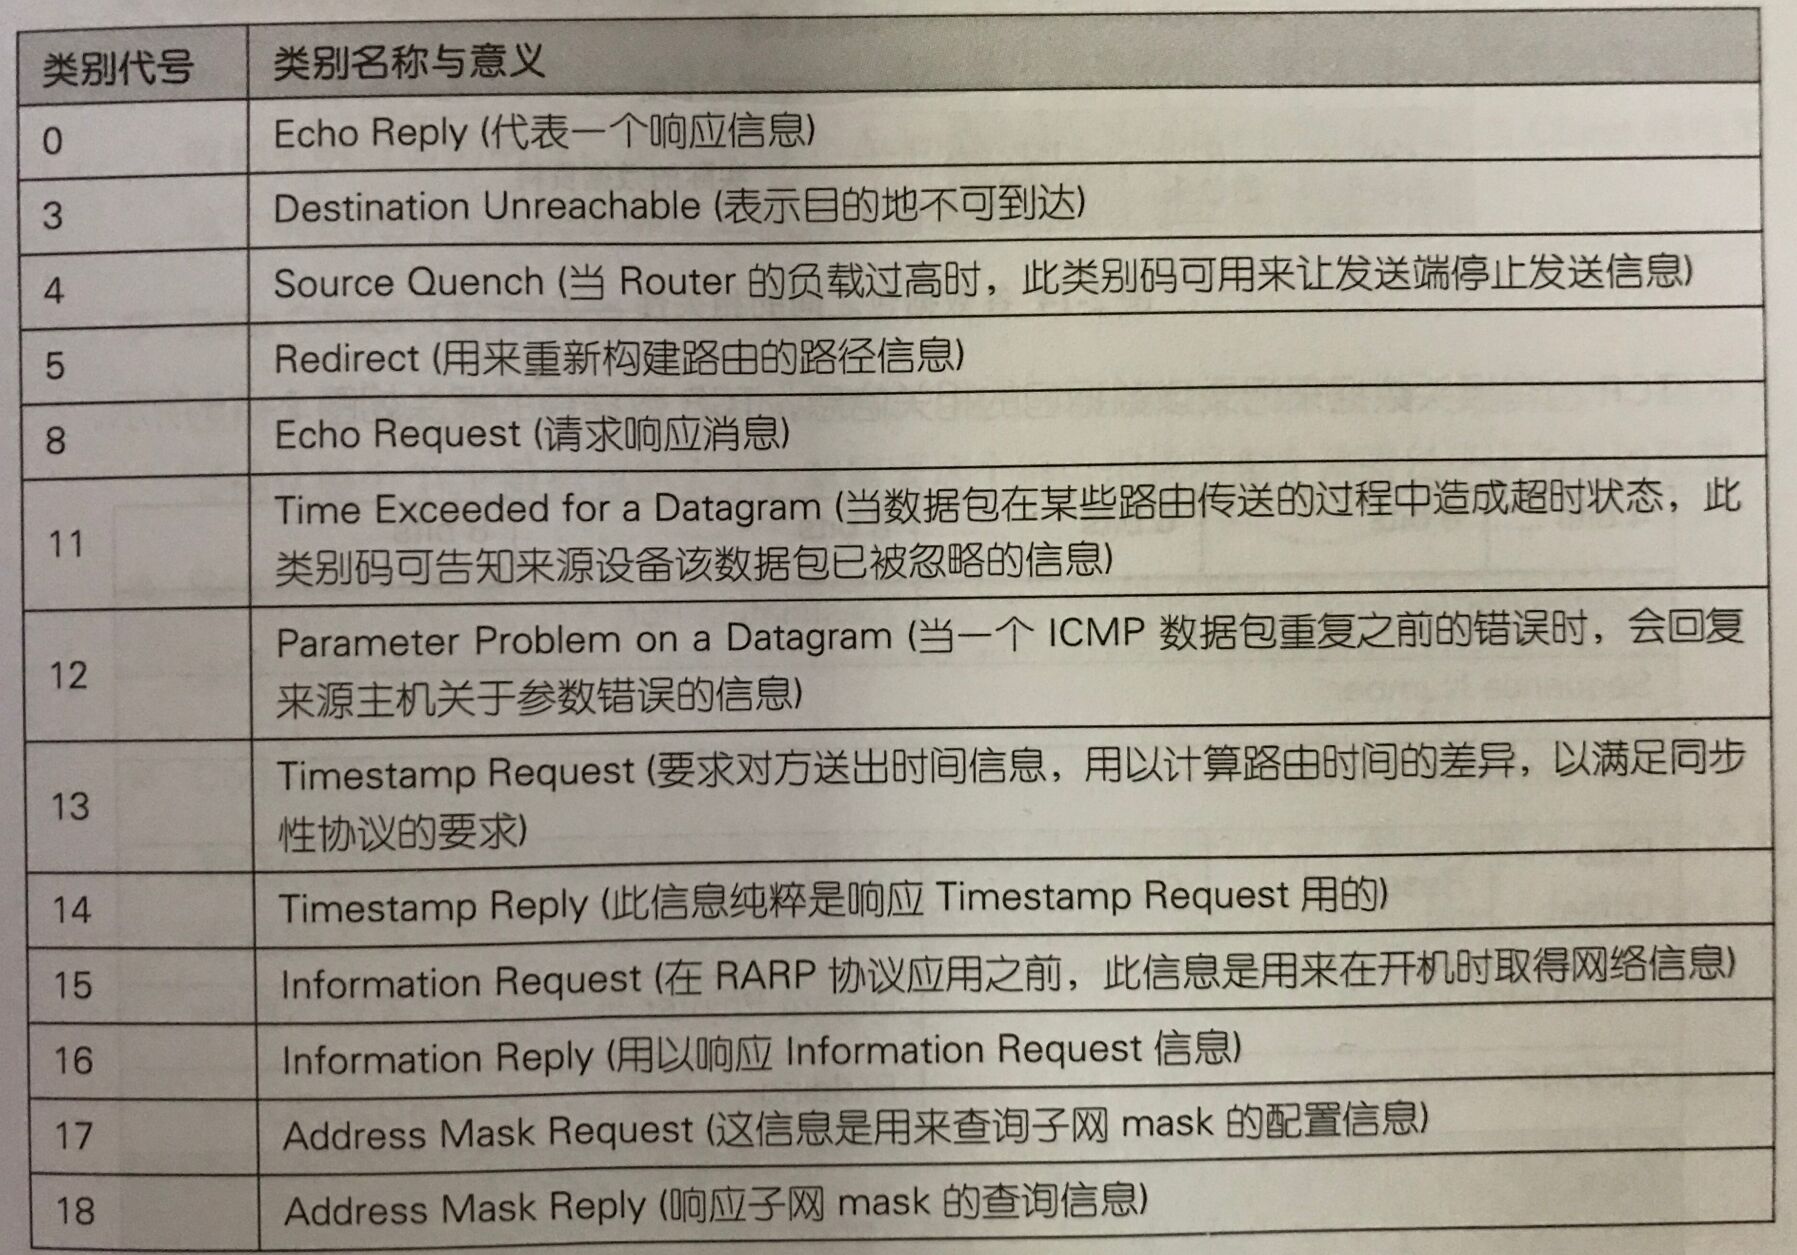 类别代号 类别名称与意义
0 Echo Reply (代表一个响应信息)
3 Destination Unreachable (表示目的地不可到达)
4 Source Quench (当 Router 的负载过高时，此类别码可用来让发送端停止发送信息)
5 Redirect (用来重新构建路由的路径信息)
8 Echo Request (请求响应消息)
11 Time Exceeded for a Datagram (当数据包在某些路由传送的过程中造成超时状态，此
类别码可告知来源设备该数据包已被忽略的信息)
12 Parameter Problem on a Datagram (当一个 ICMP 数据包重复之前的错误时，会回复
来源主机关于参数错误的信息)
13 Timestamp Request (要求对方送出时间信息，用以计算路由时间的差异，以满足同步
性协议的要求)
14 Timestamp Reply (此信息纯粹是响应 Timestamp Request 用的)
15 Information Request (在 RARP 协议应用之前，此信息是用来在开机时取得网络信息)
16 Information Reply (用以响应 Information Request 信息)
17 Address Mask Request (这信息是用来查询子网 mask 的配置信息)
18 Address Mask Reply (响应子网 mask 的查询信息)